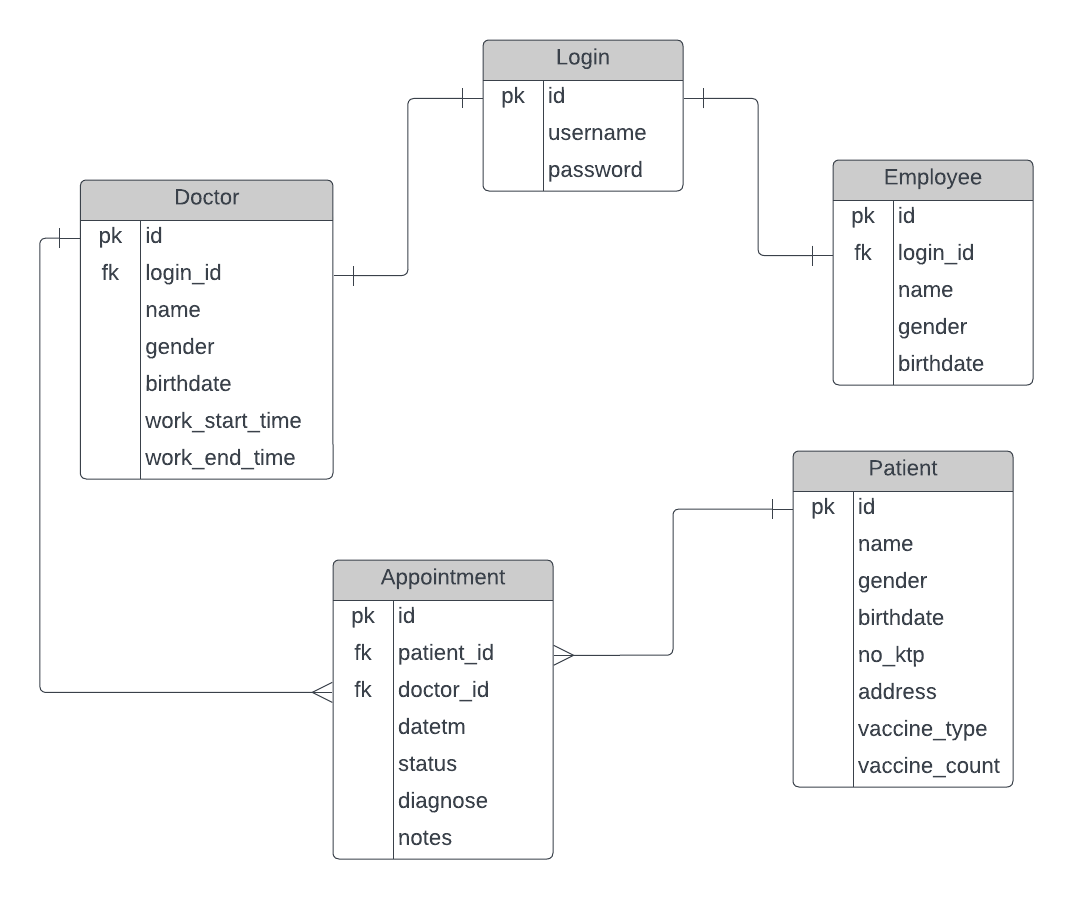 Login
pk id
username
password
Doctor
pk id
fk login_id
name
gender
birthdate
work_start_time
work_end_time
Employee
pk id
fk login_id
name
gender
birthdate
Patient
pk id
name
gender
birthdate
no_ktp
address
vaccine_type
vaccine_count
Appointment
pk id
fk patient_id
fk doctor_id
datetm
status
diagnose
notes